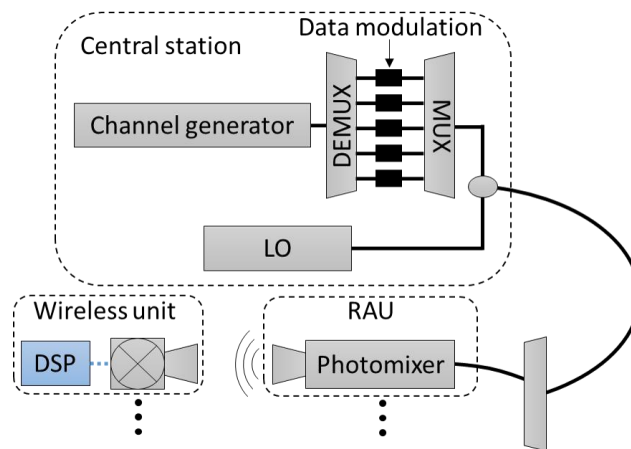 Data modulation
Central station
Channel generator
DEMUX
MUX
LO
Wireless unit
RAU
DSP
Photomixer